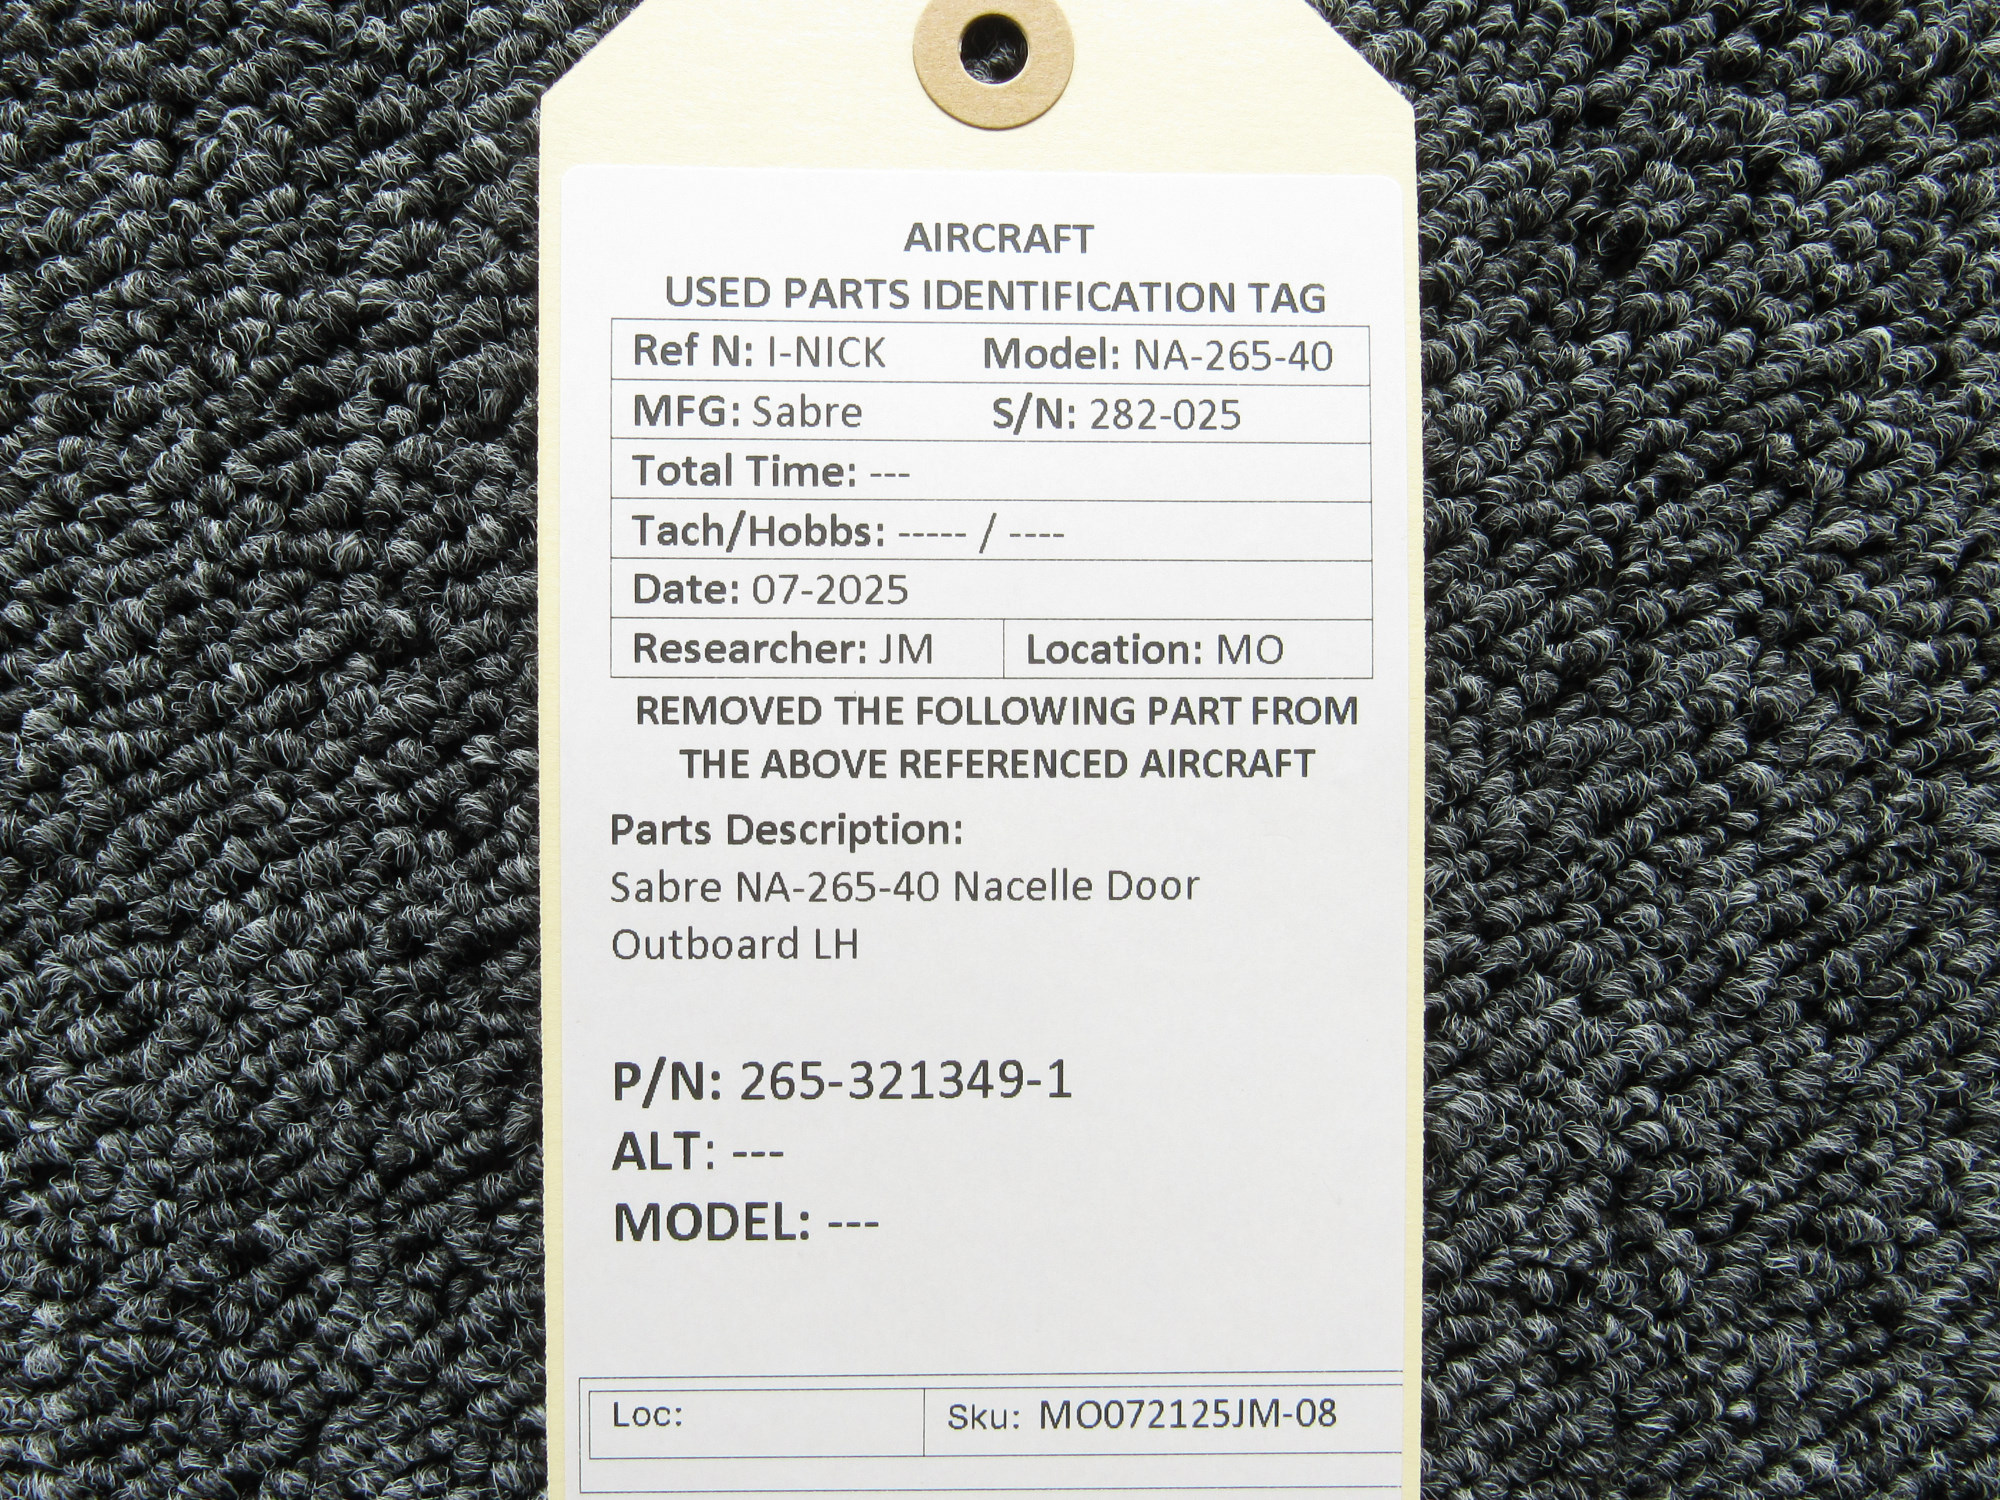 AIRCRAFT
USED PARTS IDENTIFICATION TAG
Ref N: I-NICK Model: NA-265-40
MFG: Sabre S/N: 282-025
Total Time: ---
Tach/Hobbs: ----- / ----
Date: 07-2025
Researcher: JM Location: MO
REMOVED THE FOLLOWING PART FROM
THE ABOVE REFERENCED AIRCRAFT
Parts Description:
Sabre NA-265-40 Nacelle Door
Outboard LH
P/N: 265-321349-1
ALT: ---
MODEL: ---
Loc: Sku: MO072125JM-08